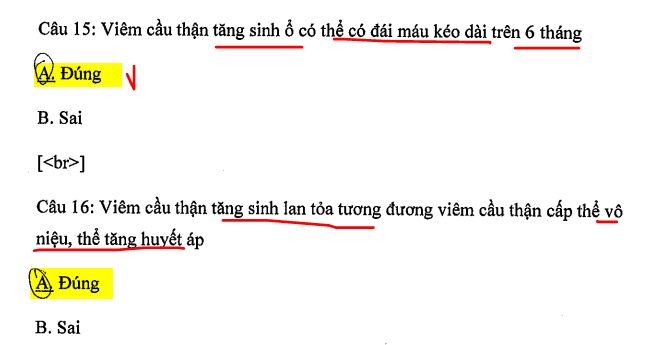 Câu 15: Viêm cầu thận tăng sinh ổ có thể có đái máu kéo dài trên 6 tháng
A. Đúng
B. Sai
[<br>]
Câu 16: Viêm cầu thận tăng sinh lan tỏa tương đương viêm cầu thận cấp thể vô
niệu, thể tăng huyết áp
A. Đúng
B. Sai